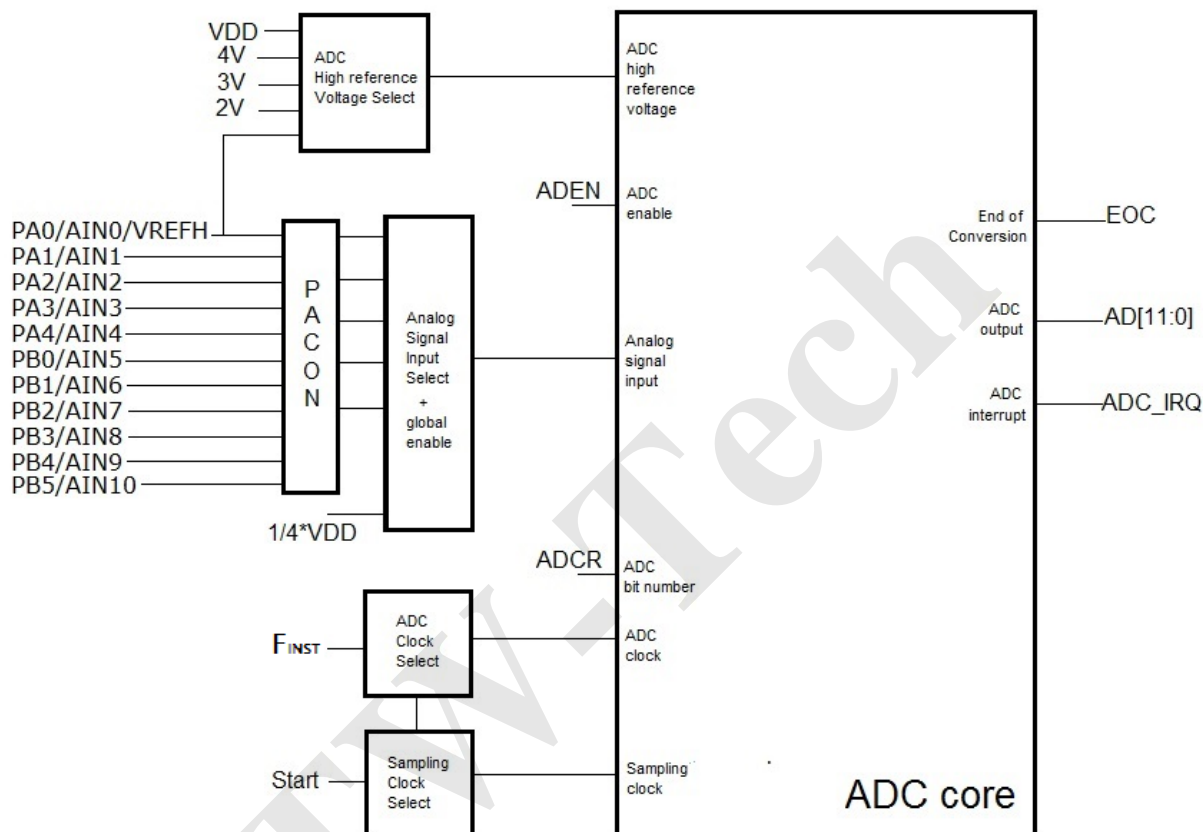 VDD
4V
3V
2V
ADC
High reference
Voltage Select
ADC
high
reference
voltage
ADEN
ADC
enable
PA0/AIN0/VREFH
PA1/AIN1
PA2/AIN2
PA3/AIN3
PA4/AIN4
PB0/AIN5
PB1/AIN6
PB2/AIN7
PB3/AIN8
PB4/AIN9
PB5/AIN10
P
A
C
O
N
Analog
Signal
Input
Select
+
global
enable
1/4*VDD
Analog
signal
input
End of
Conversion
EOC
ADC
output
AD[11:0]
ADC
interrupt
ADC_IRQ
ADCR
ADC
bit number
FINST
ADC
Clock
Select
ADC
clock
Start
Sampling
Clock
Select
Sampling
clock
ADC core
TW-Tech